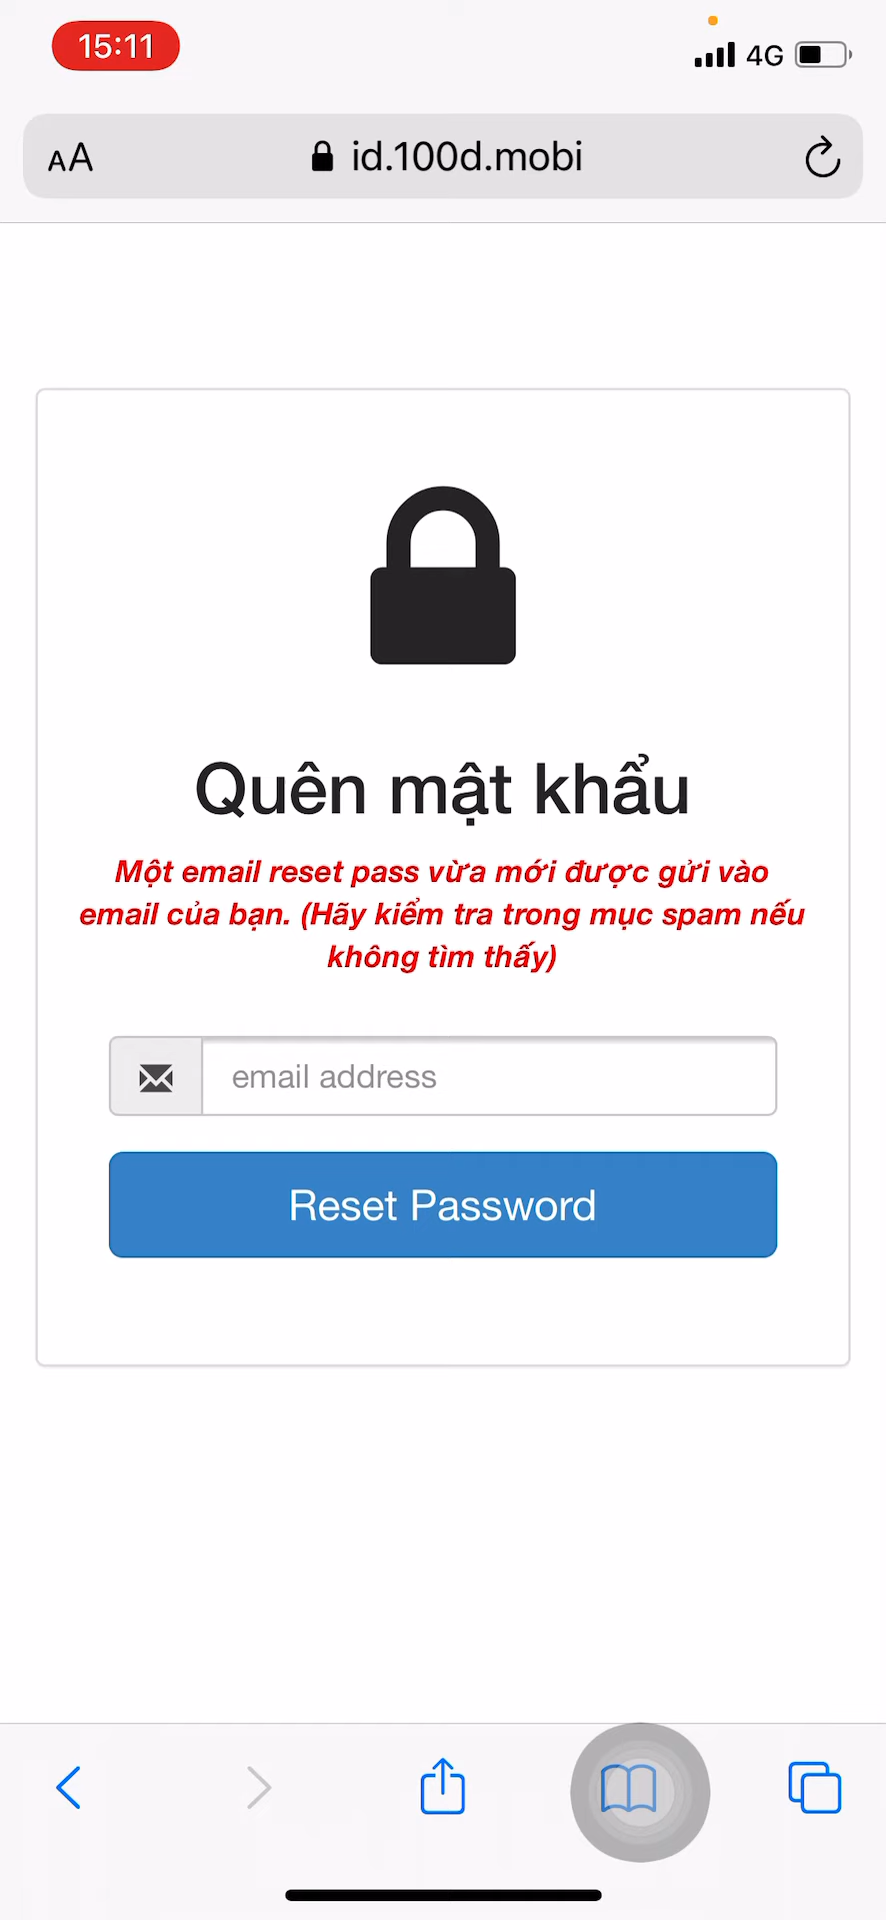 15:11
4G
AA
id.100d.mobi
Quên mật khẩu
Một email reset pass vừa mới được gửi vào
email của bạn. (Hãy kiểm tra trong mục spam nếu
không tìm thấy)
email address
Reset Password